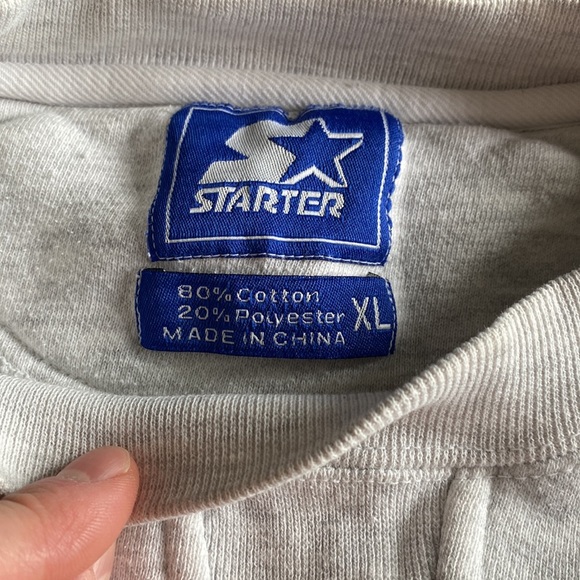 STARTER
80% Cotton
20% Polyester
XL
MADE IN CHINA